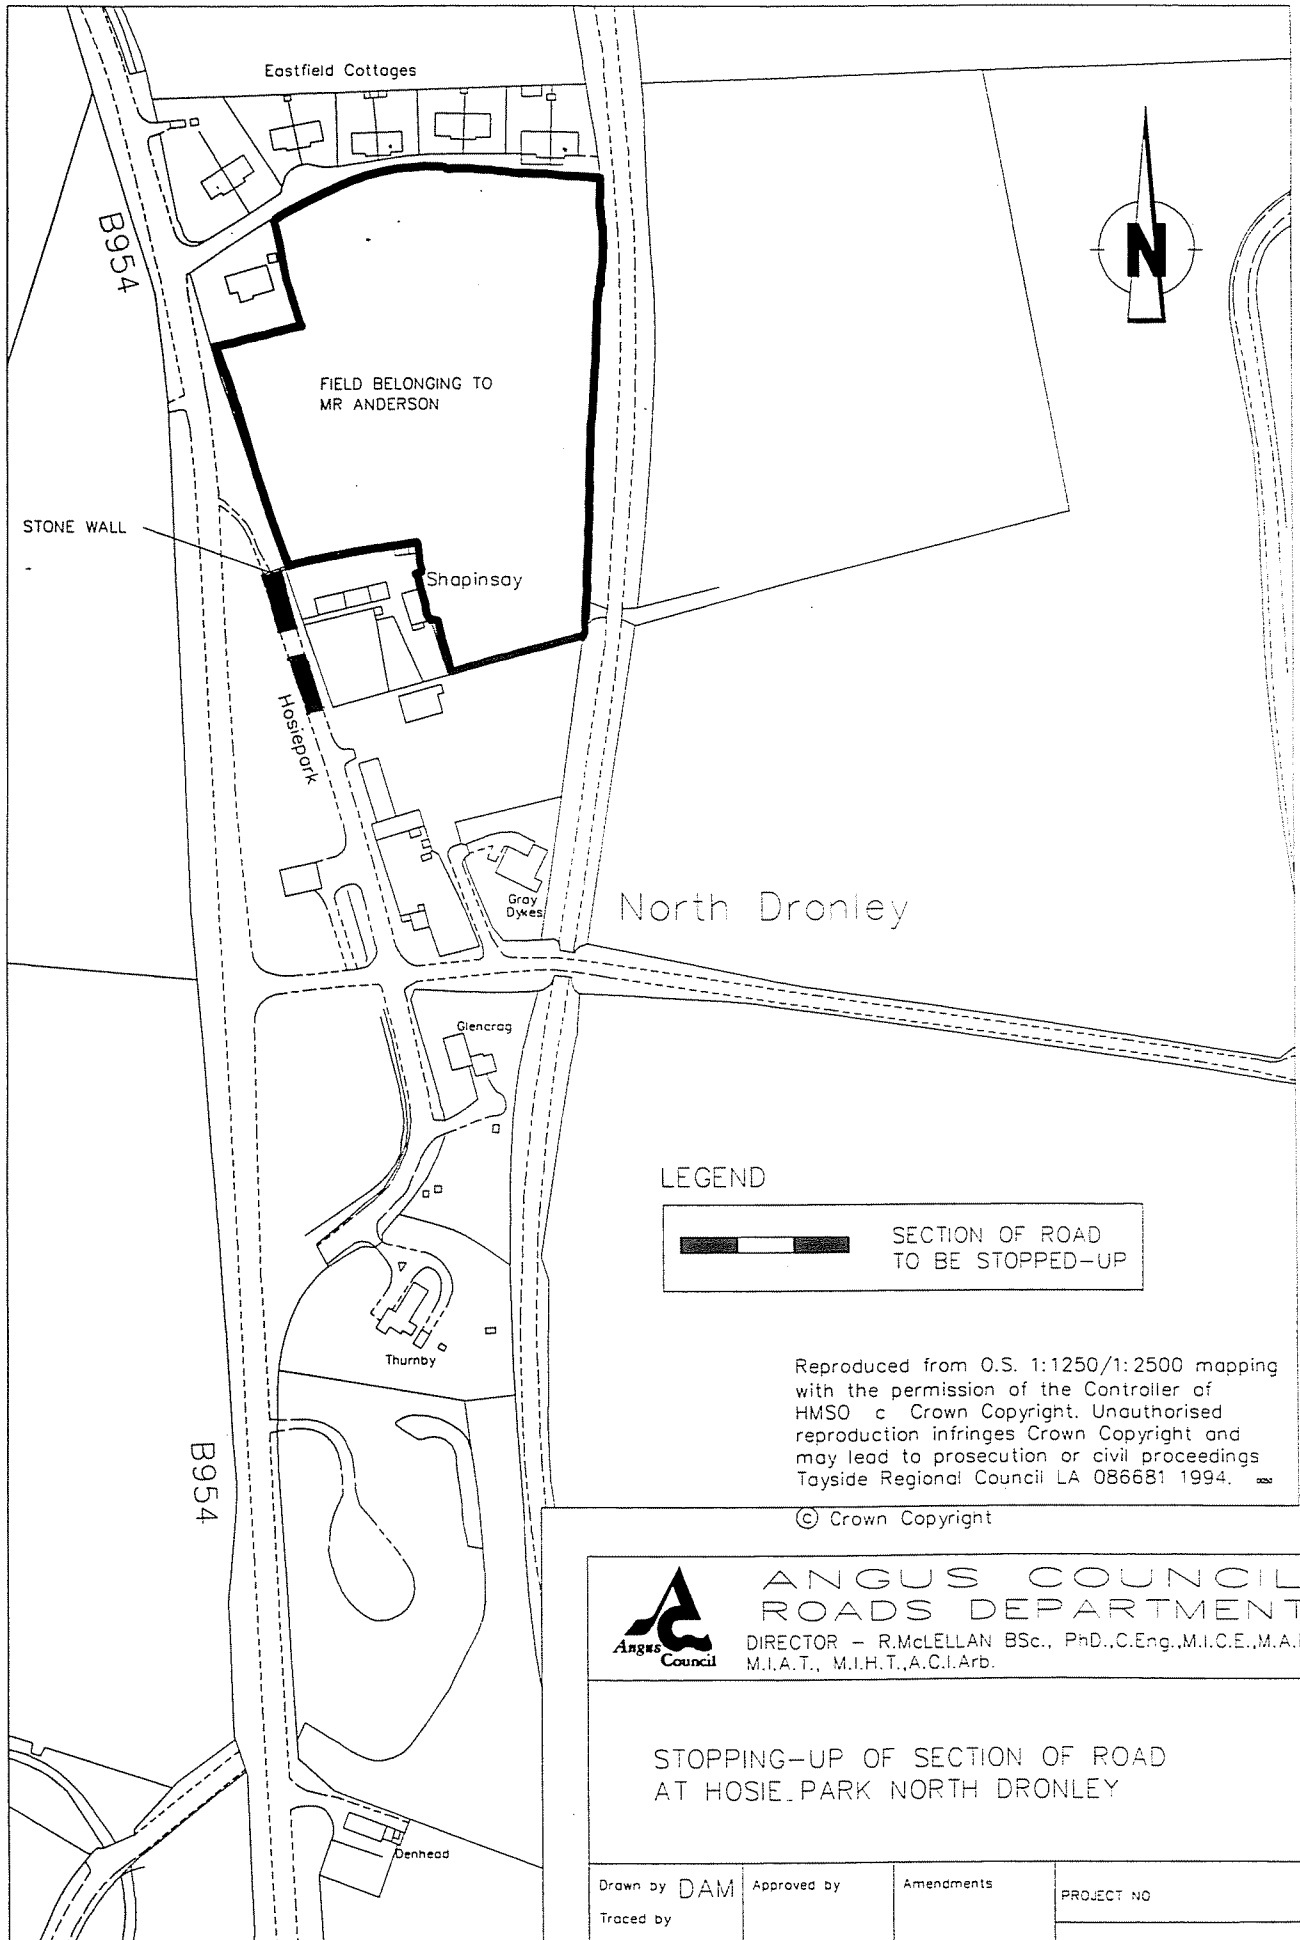 Eastfield Cottages
B954
N
FIELD BELONGING TO
MR ANDERSON
STONE WALL
Shapinsay
Hosiepark
Gray
Dykes
North Dronley
Glencrag
LEGEND
SECTION OF ROAD
TO BE STOPPED-UP
Thurnby
Reproduced from O.S. 1:1250/1:2500 mapping
with the permission of the Controller of
HMSO c Crown Copyright. Unauthorised
reproduction infringes Crown Copyright and
may lead to prosecution or civil proceedings
Tayside Regional Council LA 086681 1994.
© Crown Copyright
B954
Angus
Council
ANGUS COUNCIL
ROADS DEPARTMENT
DIRECTOR - R.McLELLAN BSc., PhD.,C.Eng.,M.I.C.E.,M.A.
M.I.A.T., M.I.H.T.,A.C.I.Arb.
STOPPING-UP OF SECTION OF ROAD
AT HOSIE PARK NORTH DRONLEY
Denhead
Drawn by DAM
Traced by
Approved by
Amendments
PROJECT NO